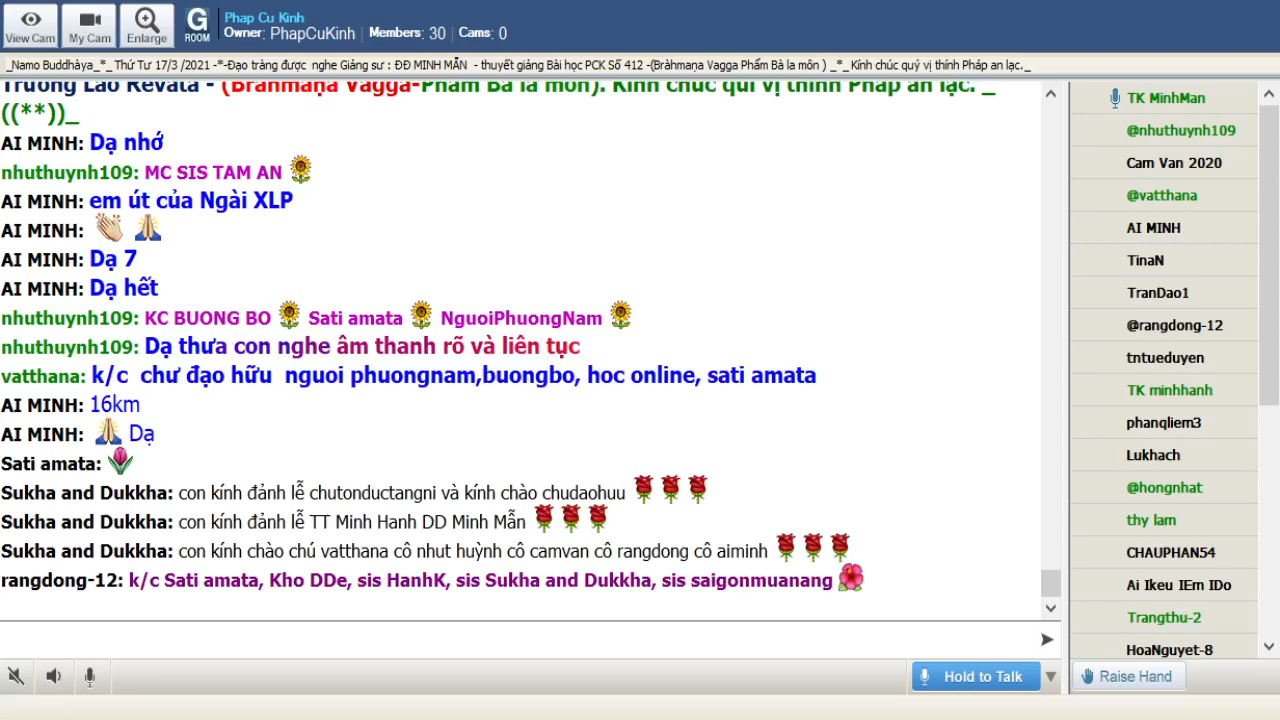 View Cam
My Cam
Enlarge
G
ROOM
Phap Cu Kinh
Owner: PhapCuKinh | Members: 30 | Cams: 0
_Namo Buddhàya_*_ Thứ Tư 17/3 /2021 -*-Đạo tràng được nghe Giảng sư : ĐĐ MINH MẪN - thuyết giảng Bài học PCK Số 412 -(Bràhmaṇa Vagga Phẩm Bà la môn ) _*_Kính chúc quý vị thính Pháp an lạc._
Trưởng Lão Revata - (Bràhmaṇa Vagga-Phẩm Bà la môn). Kính chúc quí vị thính Pháp an lạc. _
((**))_
AI MINH: Dạ nhớ
nhuthuynh109: MC SIS TAM AN
AI MINH: em út của Ngài XLP
AI MINH:
AI MINH: Dạ 7
AI MINH: Dạ hết
nhuthuynh109: KC BUONG BO Sati amata NguoiPhuongNam
nhuthuynh109: Dạ thưa con nghe âm thanh rõ và liên tục
vatthana: k/c chư đạo hữu nguoi phuongnam,buongbo, hoc online, sati amata
AI MINH: 16km
AI MINH: Dạ
Sati amata:
Sukha and Dukkha: con kính đảnh lễ chutonductangni và kính chào chudaohuu
Sukha and Dukkha: con kính đảnh lễ TT Minh Hanh DD Minh Mẫn
Sukha and Dukkha: con kính chào chú vatthana cô nhut huỳnh cô camvan cô rangdong cô aiminh
rangdong-12: k/c Sati amata, Kho DDe, sis HanhK, sis Sukha and Dukkha, sis saigonmuanang
TK MinhMan
@nhuthuynh109
Cam Van 2020
@vatthana
AI MINH
TinaN
TranDao1
@rangdong-12
tntueduyen
TK minhhanh
phanqliem3
Lukhach
@hongnhat
thy lam
CHAUPHAN54
Ai Ikeu IEm IDo
Trangthu-2
HoaNguyet-8
Hold to Talk
Raise Hand